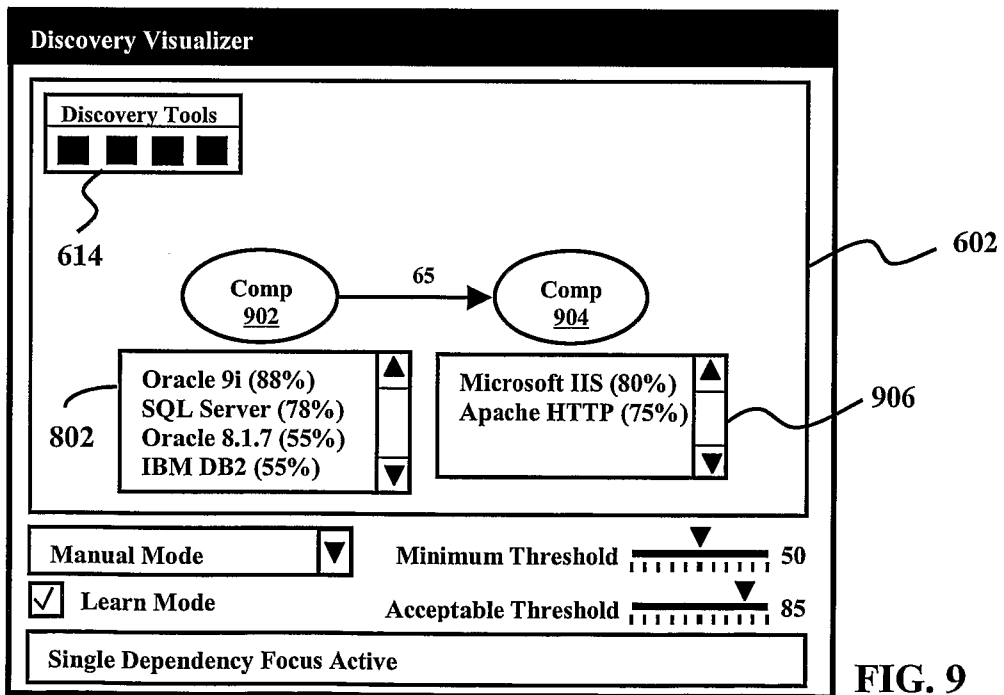 Discovery Visualizer
Discovery Tools
614
602
65
Comp
902
Comp
904
Oracle 9i (88%)
SQL Server (78%)
Oracle 8.1.7 (55%)
IBM DB2 (55%)
802
Microsoft IIS (80%)
Apache HTTP (75%)
906
Manual Mode
Minimum Threshold 50
Learn Mode
Acceptable Threshold 85
Single Dependency Focus Active
FIG. 9